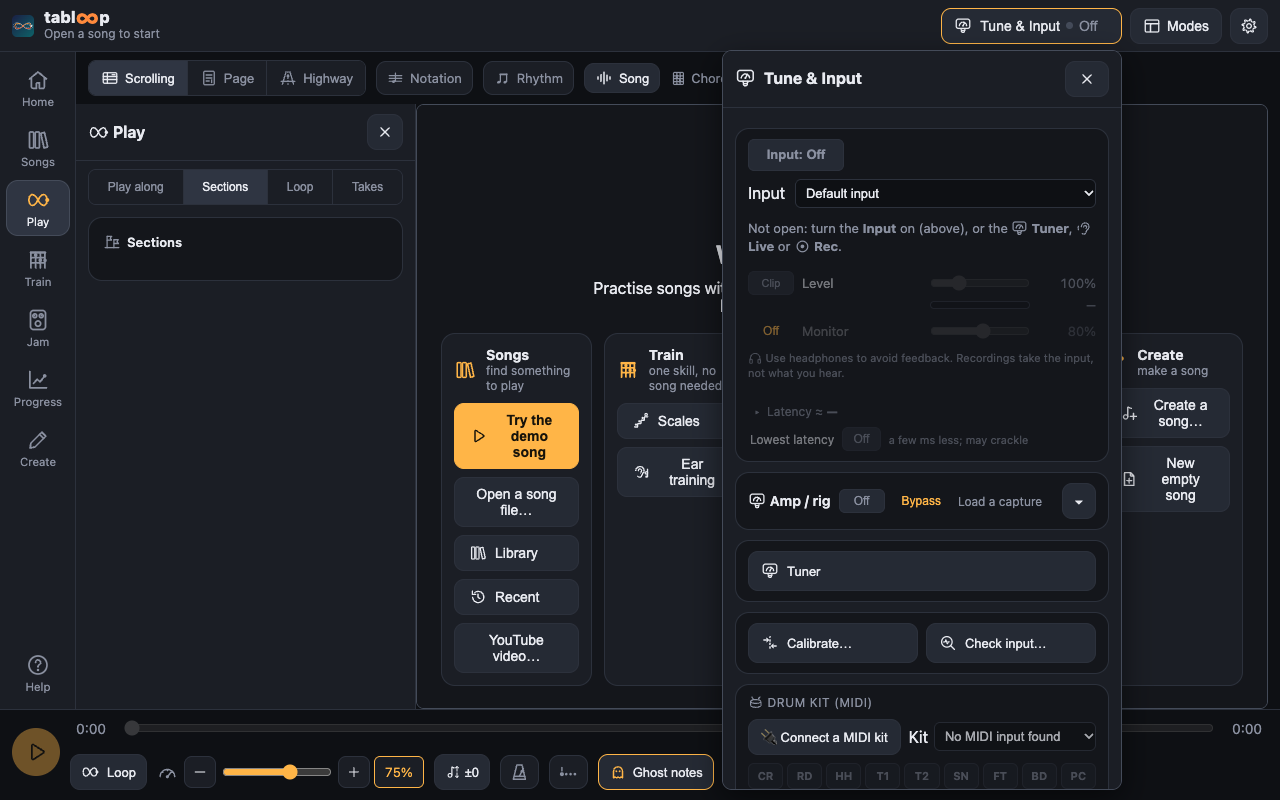 tabloop
Open a song to start
Tune & Input Off
Modes
Home
Songs
Play
Train
Jam
Progress
Create
Help
Scrolling
Page
Highway
Notation
Rhythm
Song
Play
Play along
Sections
Loop
Takes
Sections
Practise songs
Songs
find something
to play
Try the
demo
song
Open a song
file…
Library
Recent
YouTube
video…
Train
one skill, no
song needed
Scales
Ear
training
Create
make a song
Create a
song…
New
empty
song
Tune & Input
Input: Off
Input Default input
Not open: turn the Input on (above), or the Tuner,
Live or Rec.
Clip Level 100%
—
Off Monitor 80%
Use headphones to avoid feedback. Recordings take the input,
not what you hear.
Latency ≈ —
Lowest latency Off a few ms less; may crackle
Amp / rig Off Bypass Load a capture
Tuner
Calibrate…
Check input…
DRUM KIT (MIDI)
Connect a MIDI kit Kit No MIDI input found
CR RD HH T1 T2 SN FT BD PC
0:00
0:00
Loop
75%
±0
Ghost notes